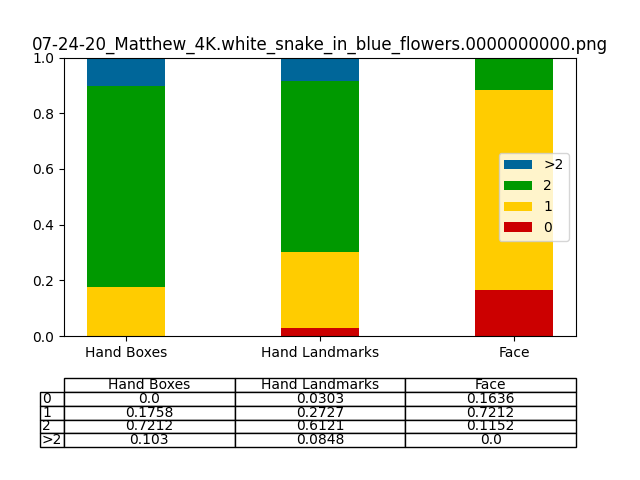 07-24-20_Matthew_4K.white_snake_in_blue_flowers.0000000000.png
1.0
0.8
0.6
0.4
0.2
0.0
>2
2
1
0
Hand Boxes Hand Landmarks Face
Hand Boxes Hand Landmarks Face
0 0.0 0.0303 0.1636
1 0.1758 0.2727 0.7212
2 0.7212 0.6121 0.1152
>2 0.103 0.0848 0.0